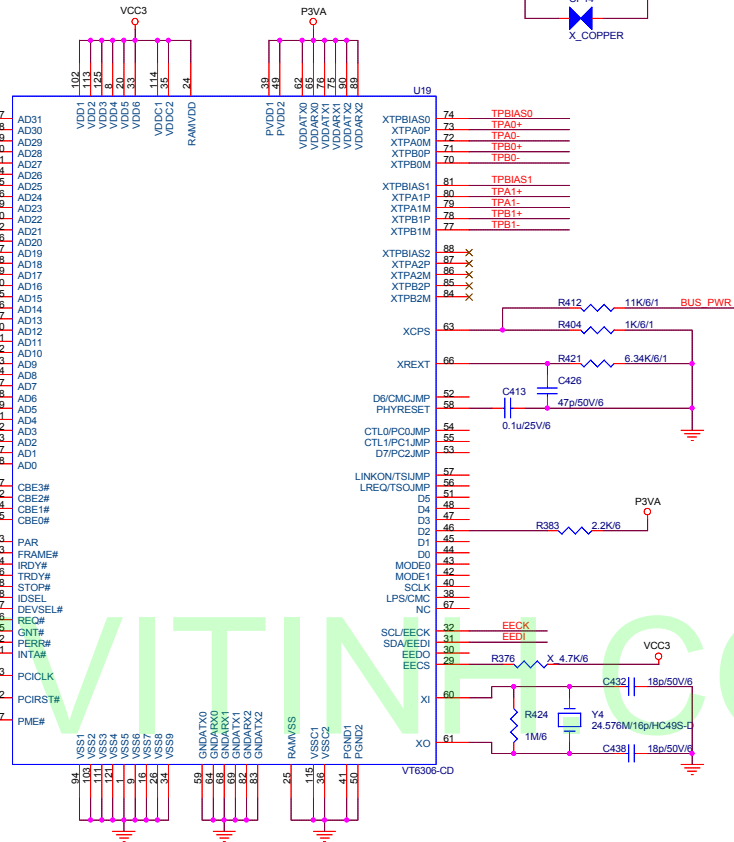 X_COPPER
VCC3
P3VA
102
113
125
8
20
33
114
35
24
39
49
62
65
76
75
90
89
U19
VDD1
VDD2
VDD3
VDD4
VDD5
VDD6
VDDC1
VDDC2
RAMVDD
PVDD1
PVDD2
VDDATX0
VDDARX0
VDDATX1
VDDARX1
VDDATX2
VDDARX2
AD31
AD30
AD29
AD28
AD27
AD26
AD25
AD24
AD23
AD22
AD21
AD20
AD19
AD18
AD17
AD16
AD15
AD14
AD13
AD12
AD11
AD10
AD9
AD8
AD7
AD6
AD5
AD4
AD3
AD2
AD1
AD0
CBE3#
CBE2#
CBE1#
CBE0#
PAR
FRAME#
IRDY#
TRDY#
STOP#
IDSEL
DEVSEL#
REQ#
GNT#
PERR#
INTA#
PCICLK
PCIRST#
PME#
XTPBIAS0 74 TPBIAS0
XTPA0P 73 TPA0+
XTPA0M 72 TPA0-
XTPB0P 71 TPB0+
XTPB0M 70 TPB0-
XTPBIAS1 81 TPBIAS1
XTPA1P 80 TPA1+
XTPA1M 79 TPA1-
XTPB1P 78 TPB1+
XTPB1M 77 TPB1-
XTPBIAS2 88
XTPA2P 87
XTPA2M 86
XTPB2P 85
XTPB2M 84
R412 11K/6/1 BUS_PWR
XCPS 63 R404 1K/6/1
XREXT 66 R421 6.34K/6/1
C426
47p/50V/6
D6/CMCJMP 52
PHYRESET 58 C413
0.1u/25V/6
CTL0/PC0JMP 54
CTL1/PC1JMP 55
D7/PC2JMP 53
LINKON/TSIJMP 57
LREQ/TSOJMP 56
D5 51
D4 48
D3 47
D2 46 R383 2.2K/6 P3VA
D1 45
D0 44
MODE0 43
MODE1 42
SCLK 40
LPS/CMC 38
NC 67
SCL/EECK 32 EECK
SDA/EEDI 31 EEDI
EEDO 30
EECS 29 R376 X_4.7K/6 VCC3
XI 60 C432 18p/50V/6
R424 1M/6
Y4
24.576M/16p/HC49S-D
XO 61 C438 18p/50V/6
VT6306-CD
VSS1
VSS2
VSS3
VSS4
VSS5
VSS6
VSS7
VSS8
VSS9
GNDATX0
GNDARX0
GNDARX1
GNDATX1
GNDARX2
GNDATX2
RAMVSS
VSSC1
VSSC2
PGND1
PGND2
94
103
111
121
1
9
16
26
34
59
64
68
69
82
83
25
115
36
41
50
VITINH.CO